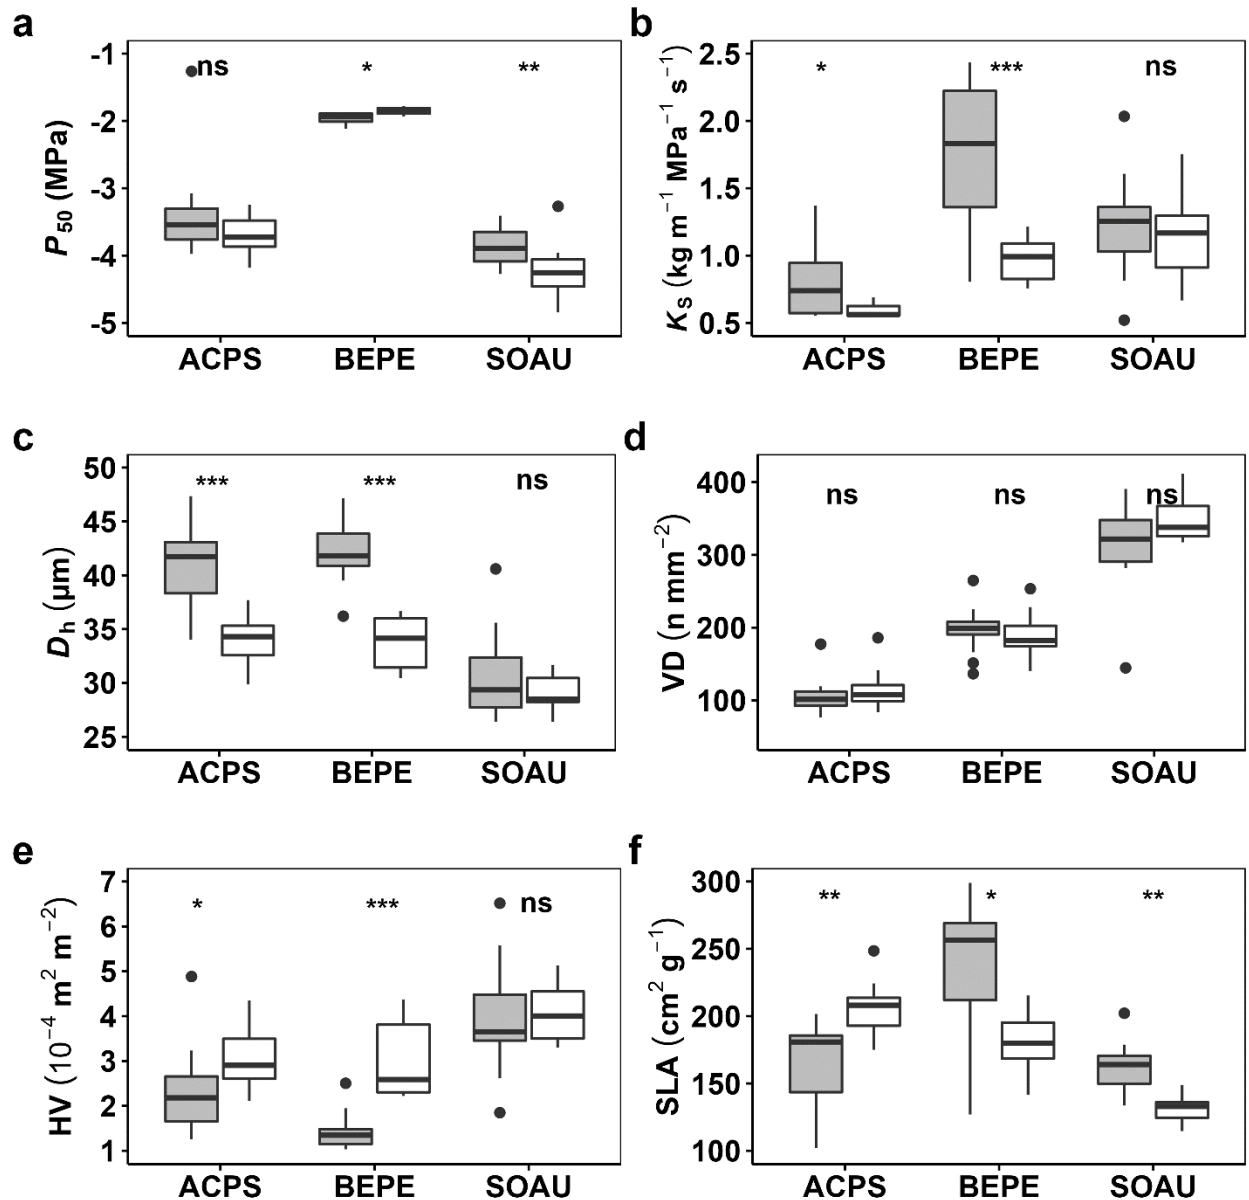 a
-1
-2
-3
-4
-5
P50 (MPa)
ns * **
ACPS BEPE SOAU
b
2.5
2.0
1.5
1.0
0.5
KS (kg m−1 MPa−1 s−1)
* *** ns
ACPS BEPE SOAU
c
50
45
40
35
30
25
Dh (μm)
*** *** ns
ACPS BEPE SOAU
d
400
300
200
100
VD (n mm−2)
ns ns ns
ACPS BEPE SOAU
e
7
6
5
4
3
2
1
HV (10−4 m2 m−2)
* *** ns
ACPS BEPE SOAU
f
300
250
200
150
100
SLA (cm2 g−1)
** * **
ACPS BEPE SOAU